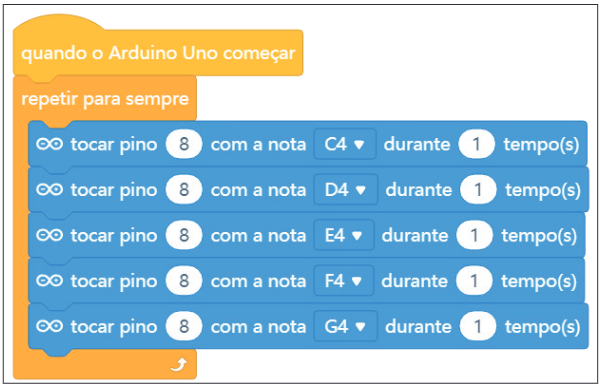 quando o Arduino Uno começar
repetir para sempre
tocar pino 8 com a nota C4 durante 1 tempo(s)
tocar pino 8 com a nota D4 durante 1 tempo(s)
tocar pino 8 com a nota E4 durante 1 tempo(s)
tocar pino 8 com a nota F4 durante 1 tempo(s)
tocar pino 8 com a nota G4 durante 1 tempo(s)